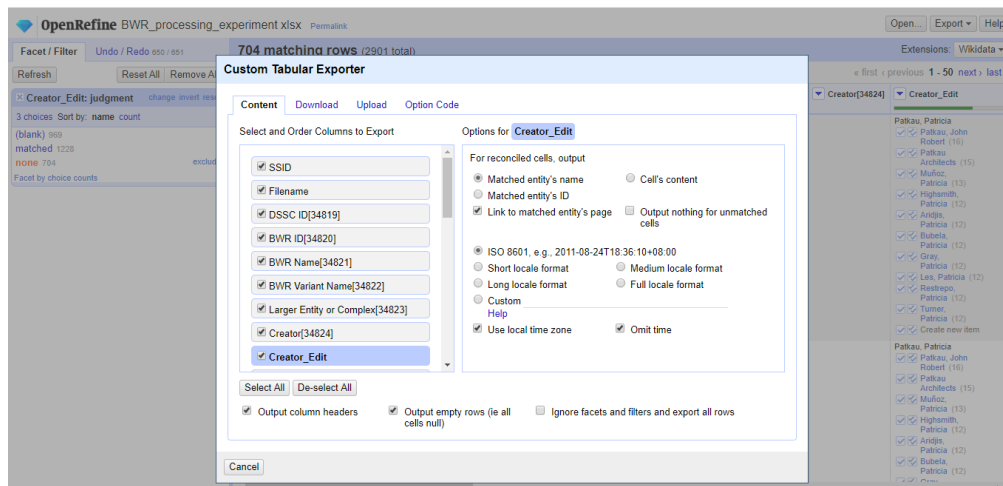 OpenRefine BWR_processing_experiment xlsx Permalink
Open... Export Help
Facet / Filter Undo / Redo 650 / 651
704 matching rows (2901 total)
Extensions: Wikidata
Refresh Reset All Remove Al
« first ‹ previous 1 - 50 next › last
Creator_Edit: judgment change invert res
3 choices Sort by: name count
(blank) 969
matched 1228
none 704 exclud
Facet by choice counts
Custom Tabular Exporter
Content Download Upload Option Code
Select and Order Columns to Export
SSID
Filename
DSSC ID[34819]
BWR ID[34820]
BWR Name[34821]
BWR Variant Name[34822]
Larger Entity or Complex[34823]
Creator[34824]
Creator_Edit
Select All De-select All
Options for Creator_Edit
For reconciled cells, output
Matched entity's name Cell's content
Matched entity's ID
Link to matched entity's page Output nothing for unmatched
cells
ISO 8601, e.g., 2011-08-24T18:36:10+08:00
Short locale format Medium locale format
Long locale format Full locale format
Custom
Help
Use local time zone Omit time
Output column headers Output empty rows (ie all
cells null) Ignore facets and filters and export all rows
Cancel
Creator[34824] Creator_Edit
Patkau, Patricia
Patkau, John
Robert (16)
Patkau
Architects (15)
Muñoz,
Patricia (13)
Highsmith,
Patricia (12)
Aridjis,
Patricia (12)
Bubela,
Patricia (12)
Gray,
Patricia (12)
Les, Patricia (12)
Restrepo,
Patricia (12)
Turner,
Patricia (12)
Create new item
Patkau, Patricia
Patkau, John
Robert (16)
Patkau
Architects (15)
Muñoz,
Patricia (13)
Highsmith,
Patricia (12)
Aridjis,
Patricia (12)
Bubela,
Patricia (12)